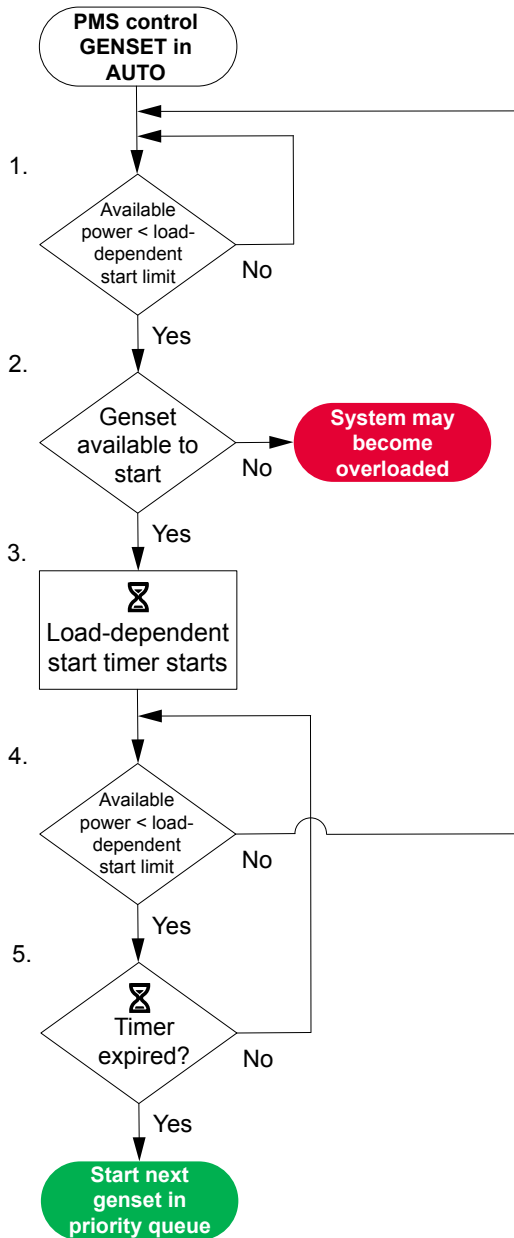 PMS control
GENSET in
AUTO
1.
Available
power < load-
dependent
start limit
No
Yes
2.
Genset
available to
start
No
System may
become
overloaded
Yes
3.
Load-dependent
start timer starts
4.
Available
power < load-
dependent
start limit
No
Yes
5.
Timer
expired?
No
Yes
Start next
genset in
priority queue